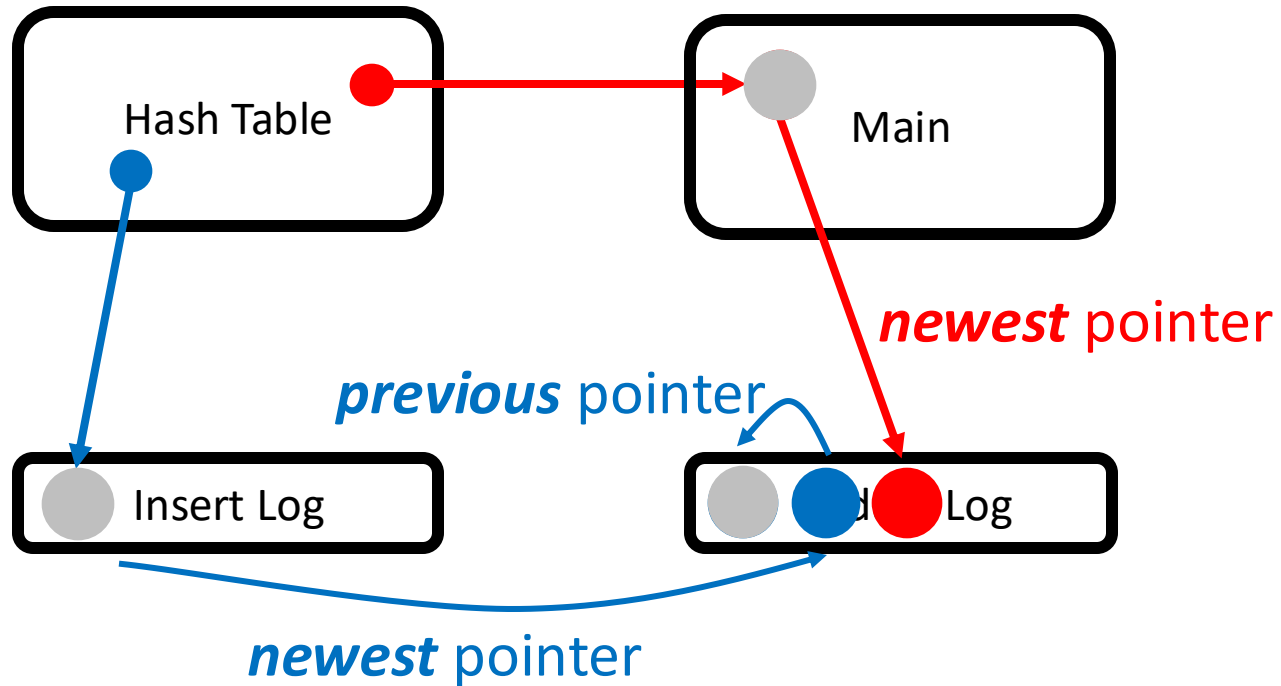 Hash Table
Main
newest pointer
previous pointer
Insert Log
Log
newest pointer